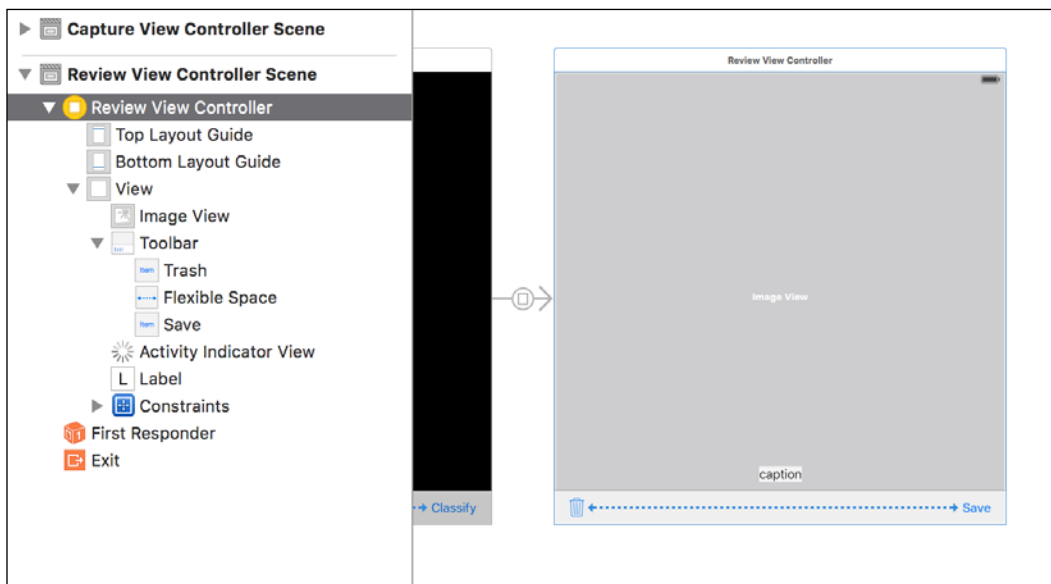 Capture View Controller Scene
Review View Controller Scene
Review View Controller
Top Layout Guide
Bottom Layout Guide
View
Image View
Toolbar
Item Trash
Flexible Space
Item Save
Activity Indicator View
L Label
Constraints
First Responder
Exit
Classify
Review View Controller
Image View
caption
Save